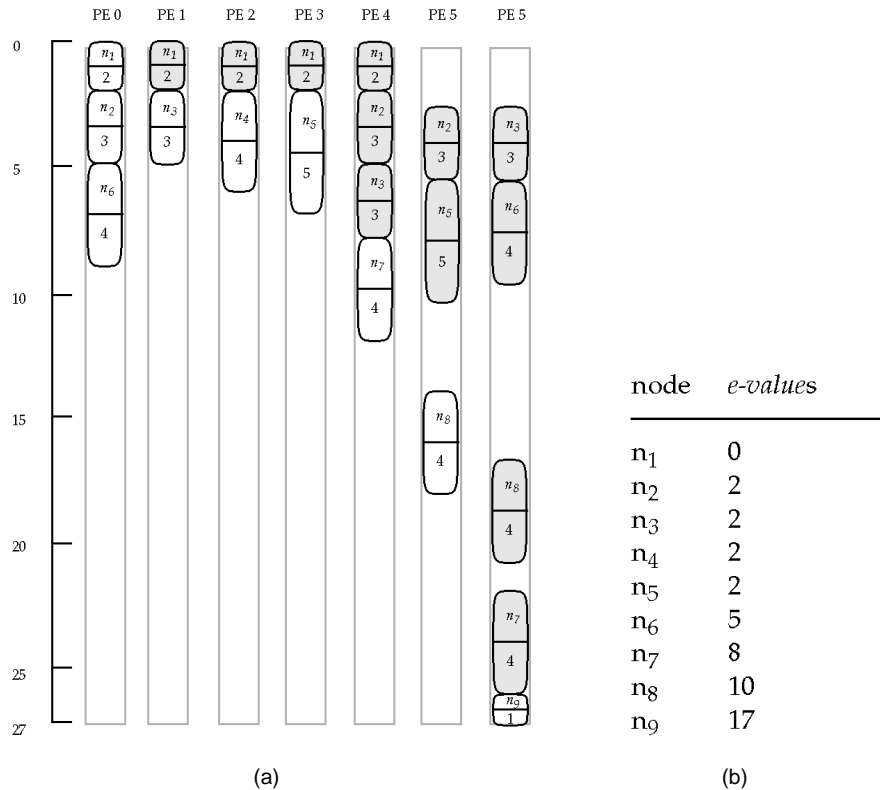 PE 0 PE 1 PE 2 PE 3 PE 4 PE 5 PE 5
0
n1 n1 n1 n1 n1
2 2 2 2 2
n2 n3 n4 n5 n2 n2 n3
3 3 4 5 3 3 3
5
n6 n3 n5 n6
4 3 5 4
n7
10
4
15
n8
4
n8
4
20
n7
4
25
n9
1
27
(a)
node e-values
n1 0
n2 2
n3 2
n4 2
n5 2
n6 5
n7 8
n8 10
n9 17
(b)